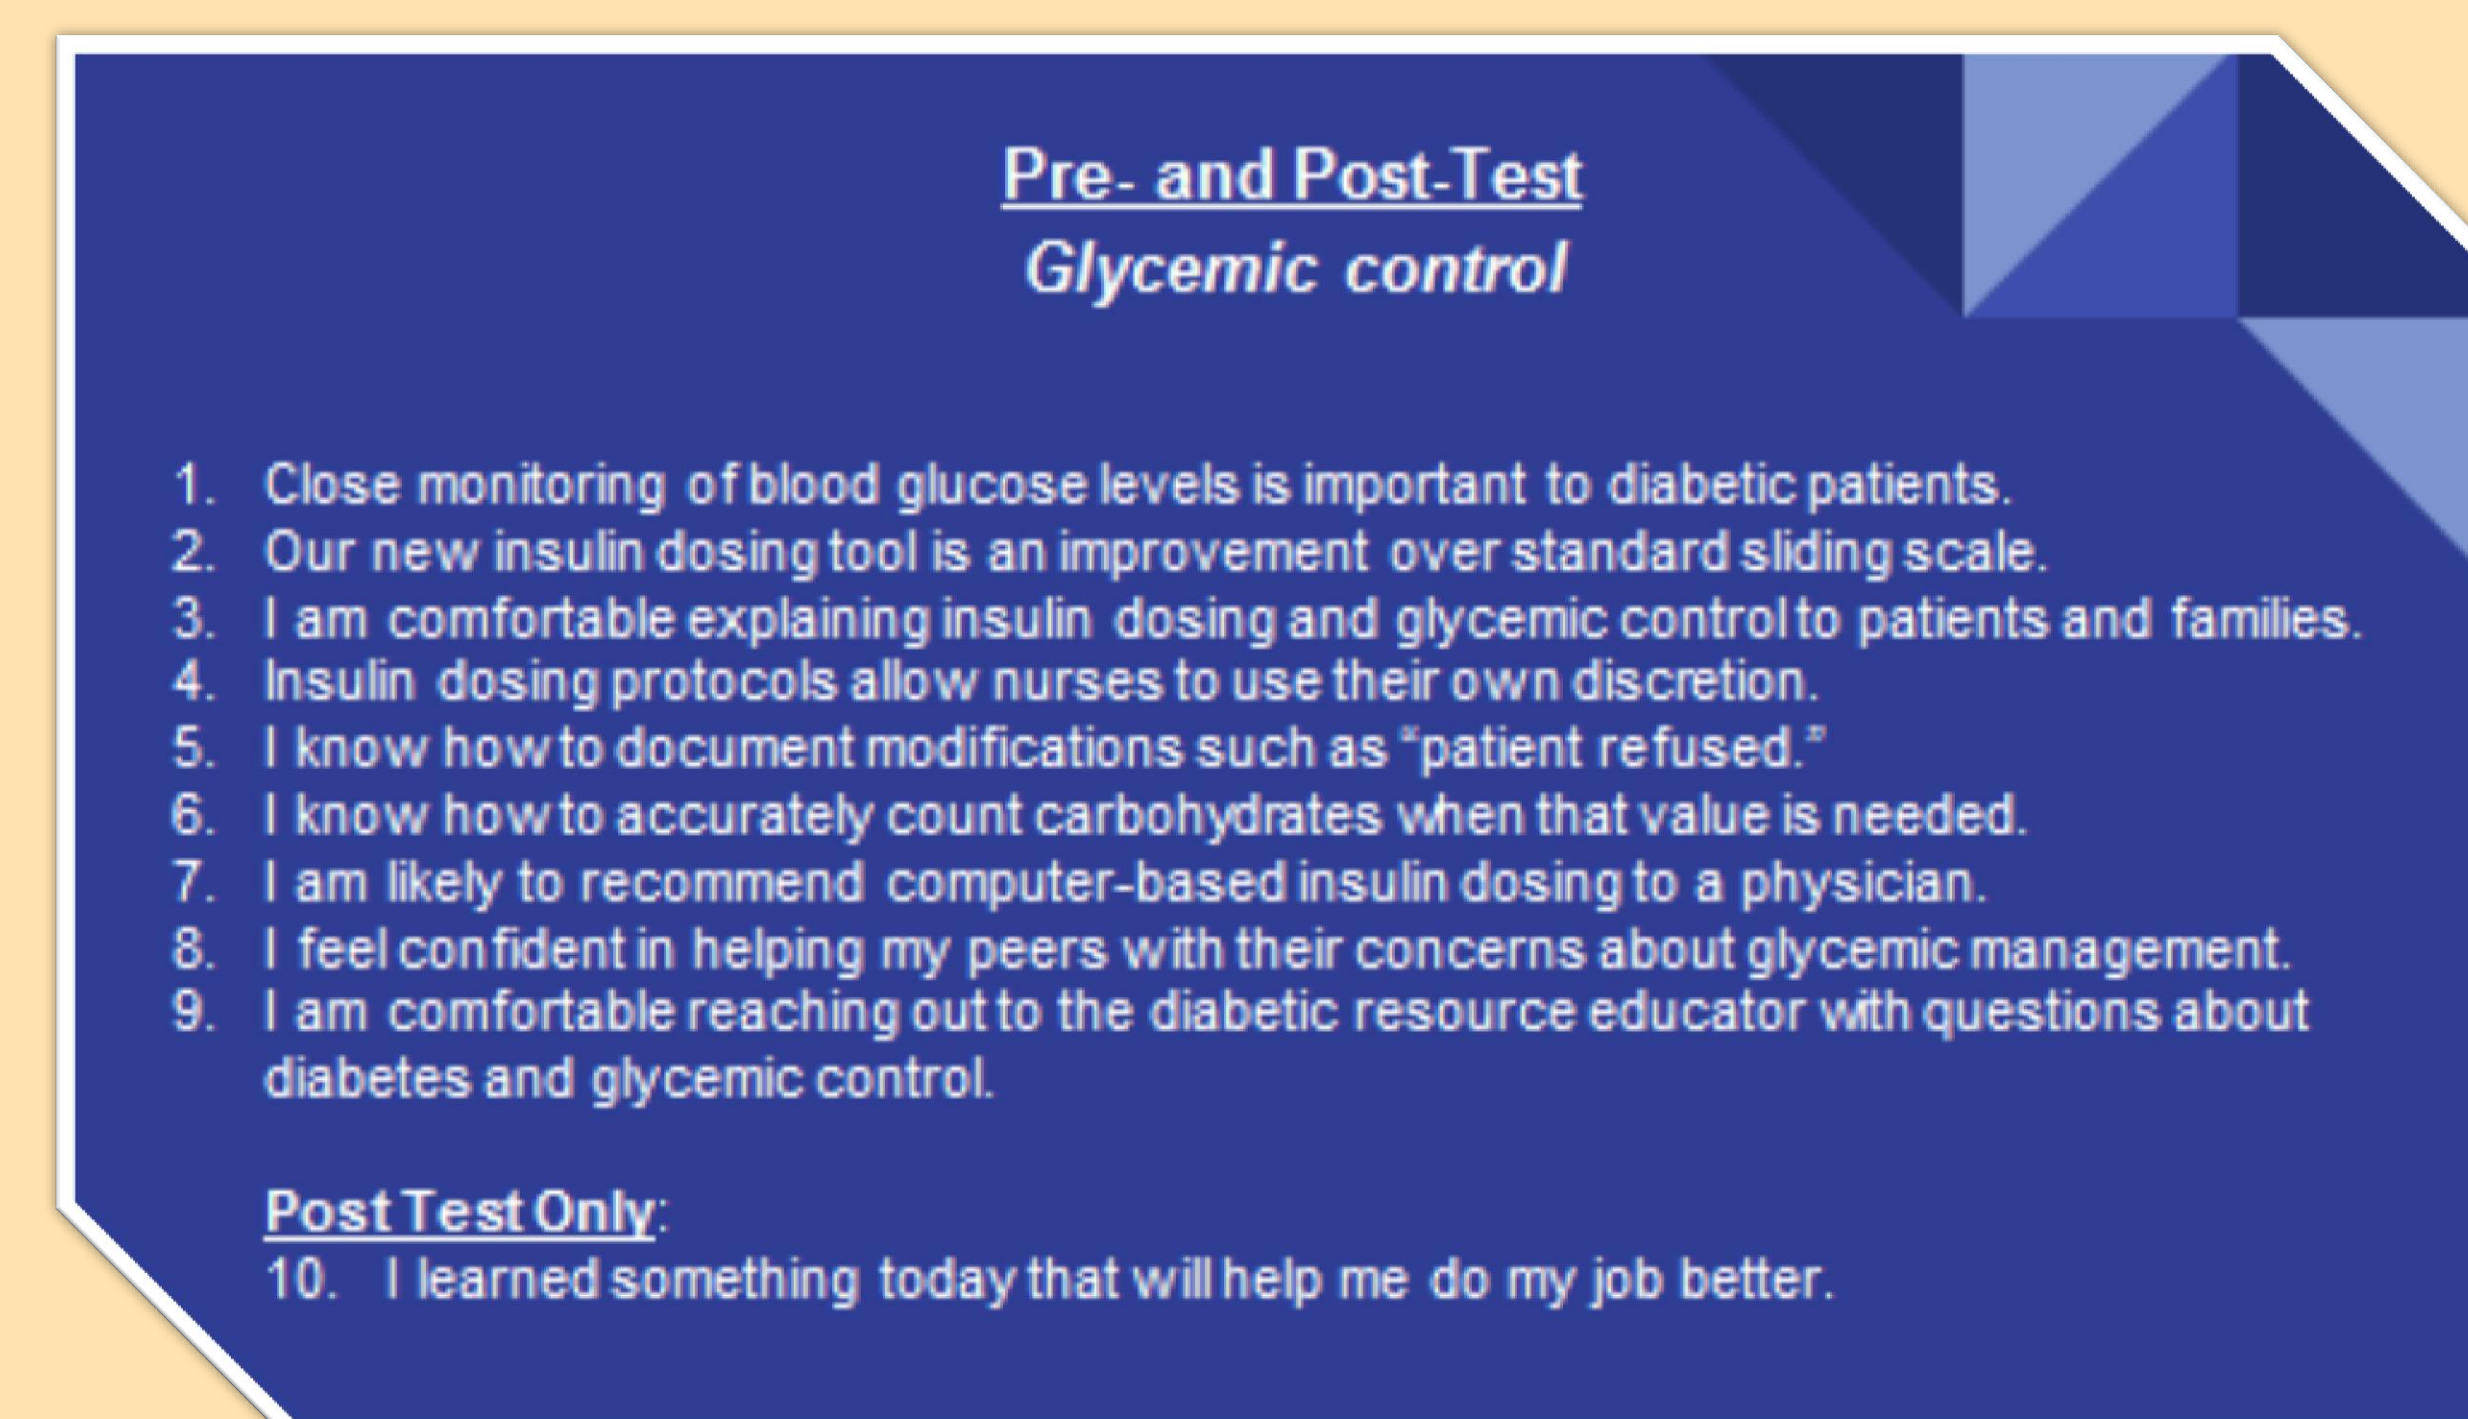 Pre- and Post-Test
Glycemic control
1. Close monitoring of blood glucose levels is important to diabetic patients.
2. Our new insulin dosing tool is an improvement over standard sliding scale.
3. I am comfortable explaining insulin dosing and glycemic control to patients and families.
4. Insulin dosing protocols allow nurses to use their own discretion.
5. I know how to document modifications such as “patient refused.”
6. I know how to accurately count carbohydrates when that value is needed.
7. I am likely to recommend computer-based insulin dosing to a physician.
8. I feel confident in helping my peers with their concerns about glycemic management.
9. I am comfortable reaching out to the diabetic resource educator with questions about
diabetes and glycemic control.
Post Test Only:
10. I learned something today that will help me do my job better.